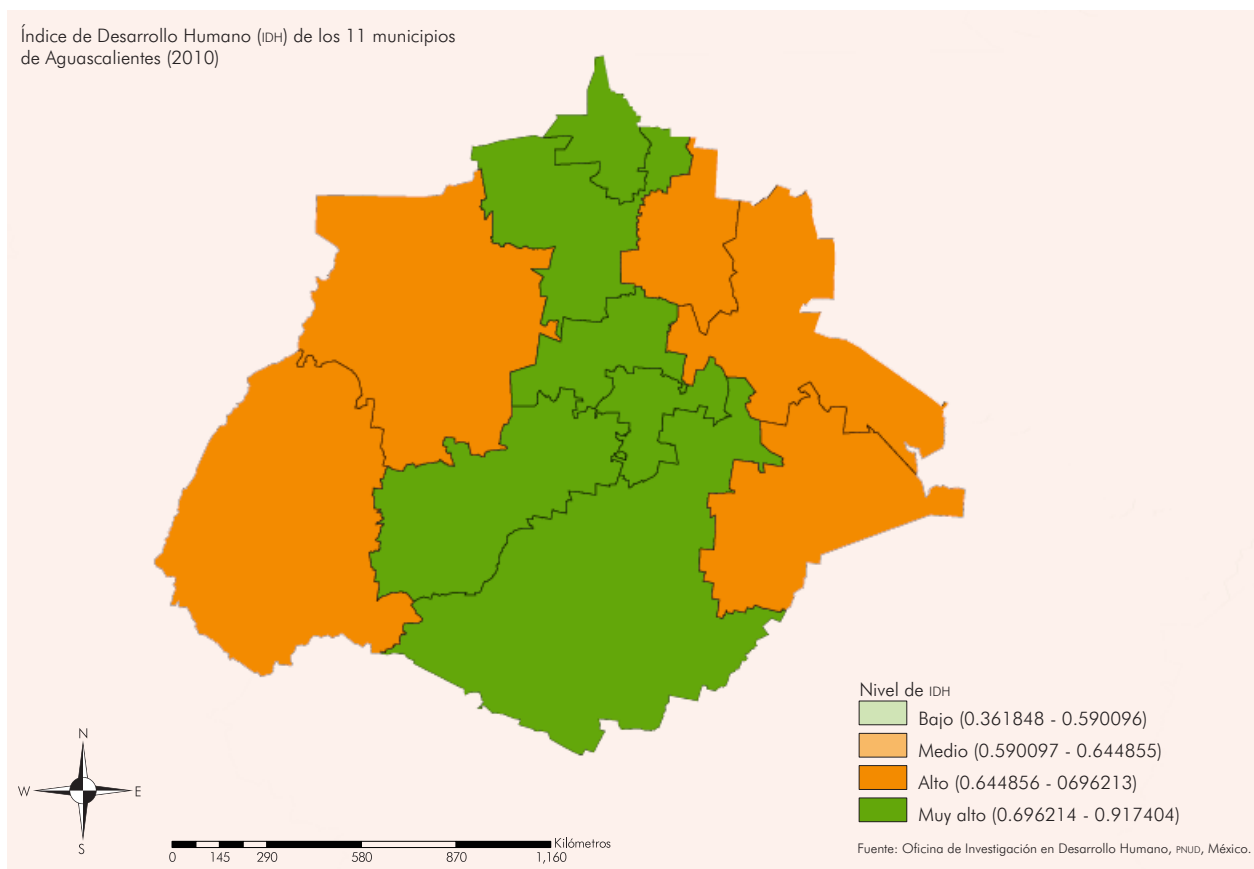 Índice de Desarrollo Humano (IDH) de los 11 municipios
de Aguascalientes (2010)
Nivel de IDH
Bajo (0.361848 - 0.590096)
Medio (0.590097 - 0.644855)
Alto (0.644856 - 0696213)
Muy alto (0.696214 - 0.917404)
N
W E
S
Kilómetros
0 145 290 580 870 1,160
Fuente: Oficina de Investigación en Desarrollo Humano, PNUD, México.